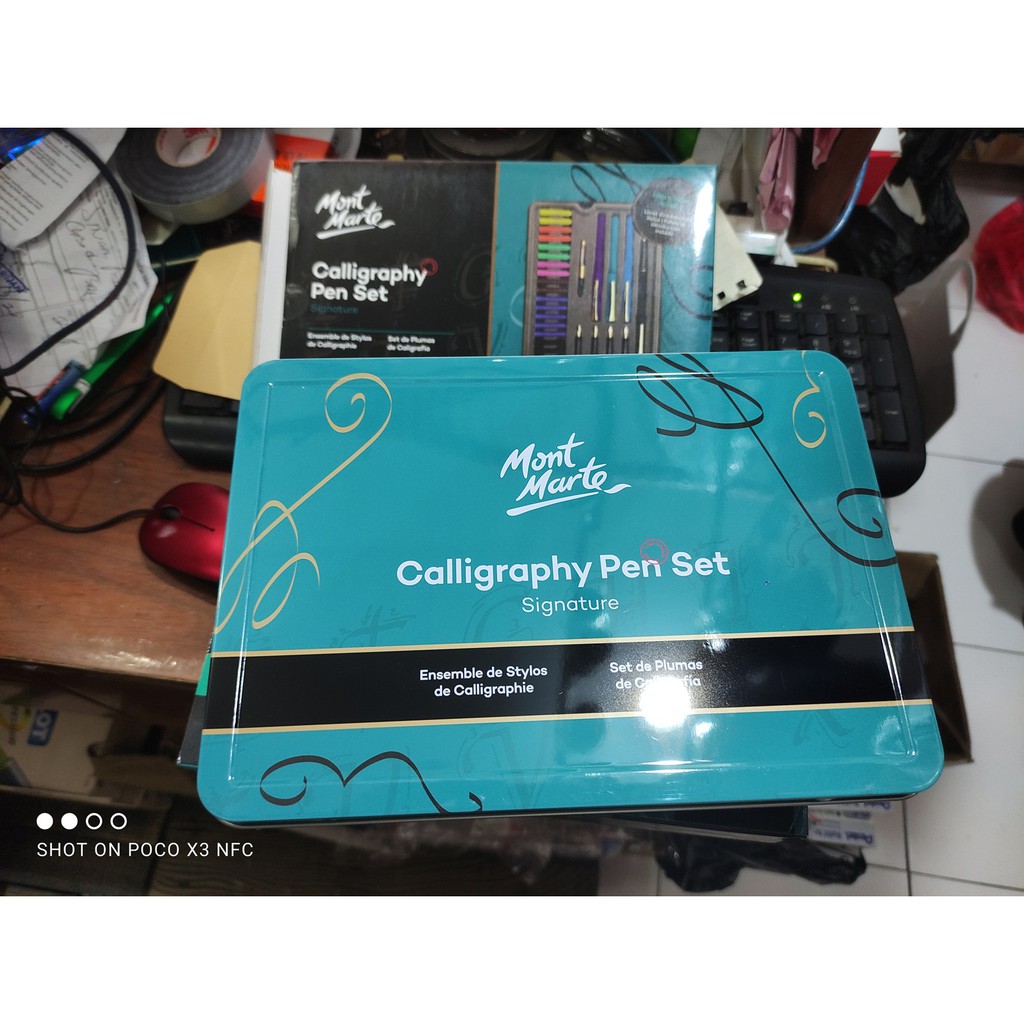 Mont
Marte
Calligraphy
Pen Set
Signature
Ensemble de Stylos
de Calligraphie
Set de Plumas
de Caligrafía
Mont
Marte
Calligraphy Pen Set
Signature
Ensemble de Stylos
de Calligraphie
Set de Plumas
de Caligrafía
SHOT ON POCO X3 NFC